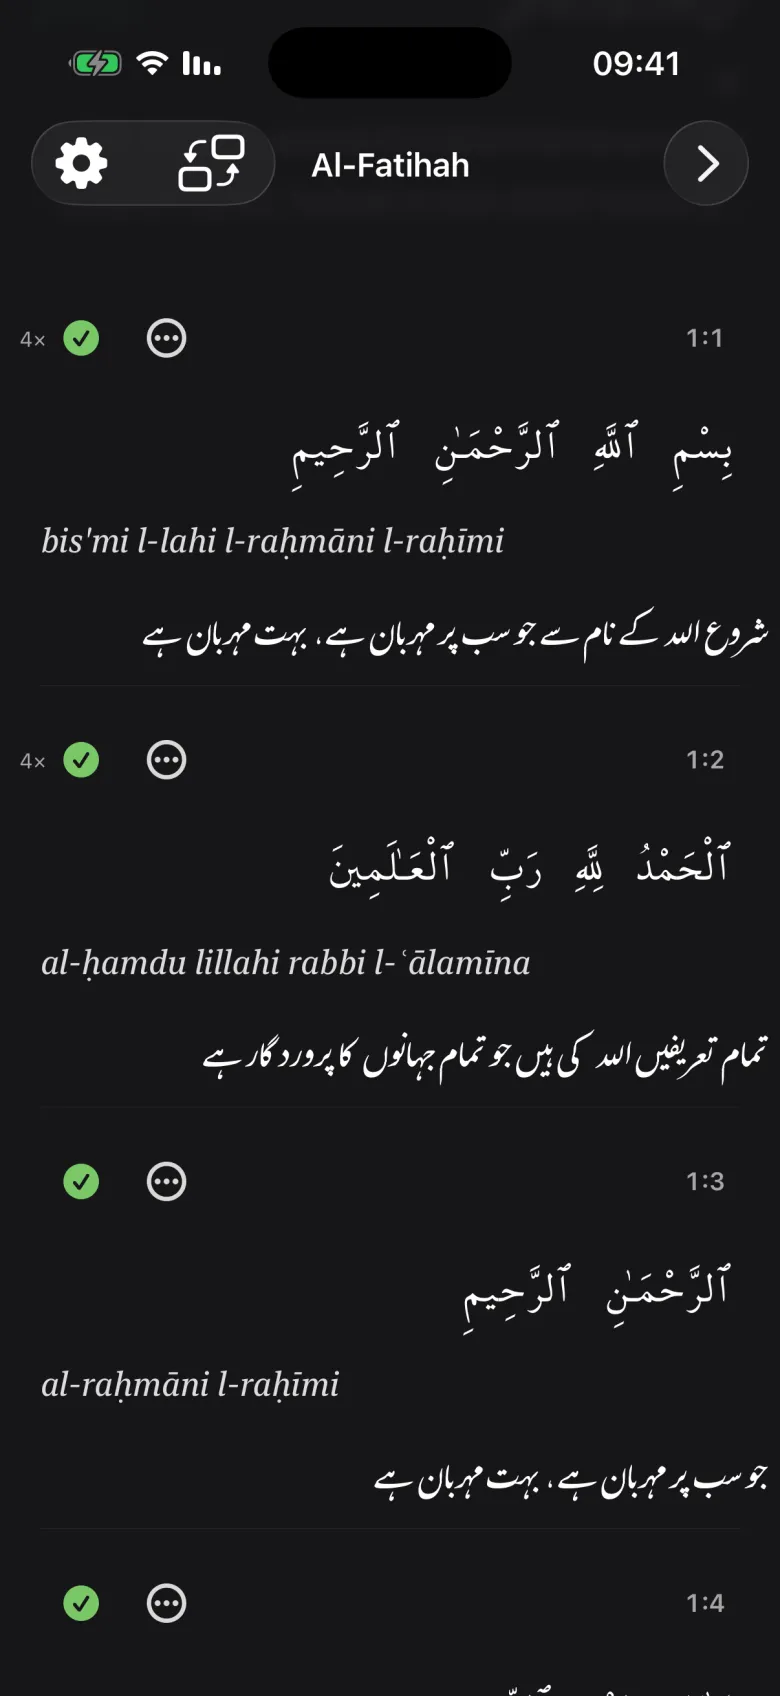 09:41
Al-Fatihah
4× 1:1
بِسْمِ ٱللَّهِ ٱلرَّحْمَـٰنِ ٱلرَّحِيمِ
bis'mi l-lahi l-raḥmāni l-raḥīmi
شروع اللہ کے نام سے جو سب پر مہربان ہے، بہت مہربان ہے
4× 1:2
ٱلْحَمْدُ لِلَّهِ رَبِّ ٱلْعَـٰلَمِينَ
al-ḥamdu lillahi rabbi l-ʿālamīna
تمام تعریفیں اللہ کی ہیں جو تمام جہانوں کا پروردگار ہے
1:3
ٱلرَّحْمَـٰنِ ٱلرَّحِيمِ
al-raḥmāni l-raḥīmi
جو سب پر مہربان ہے، بہت مہربان ہے
1:4